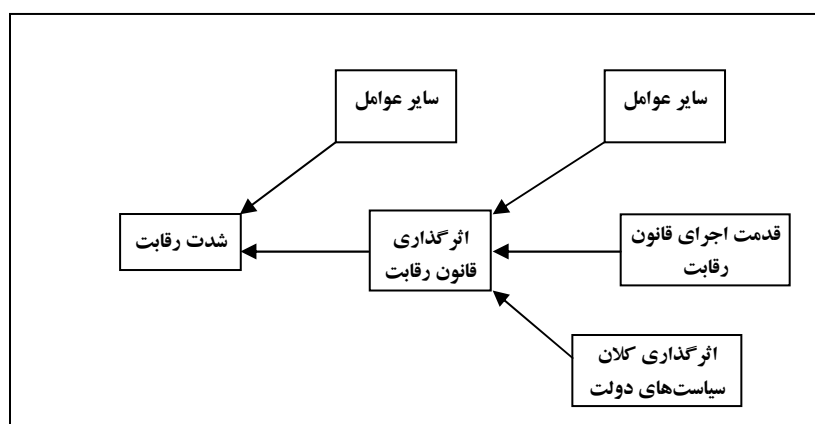 سایر عوامل
سایر عوامل
قدمت اجرای قانون
رقابت
اثرگذاری
قانون رقابت
شدت رقابت
اثرگذاری کلان
سیاست‌های دولت